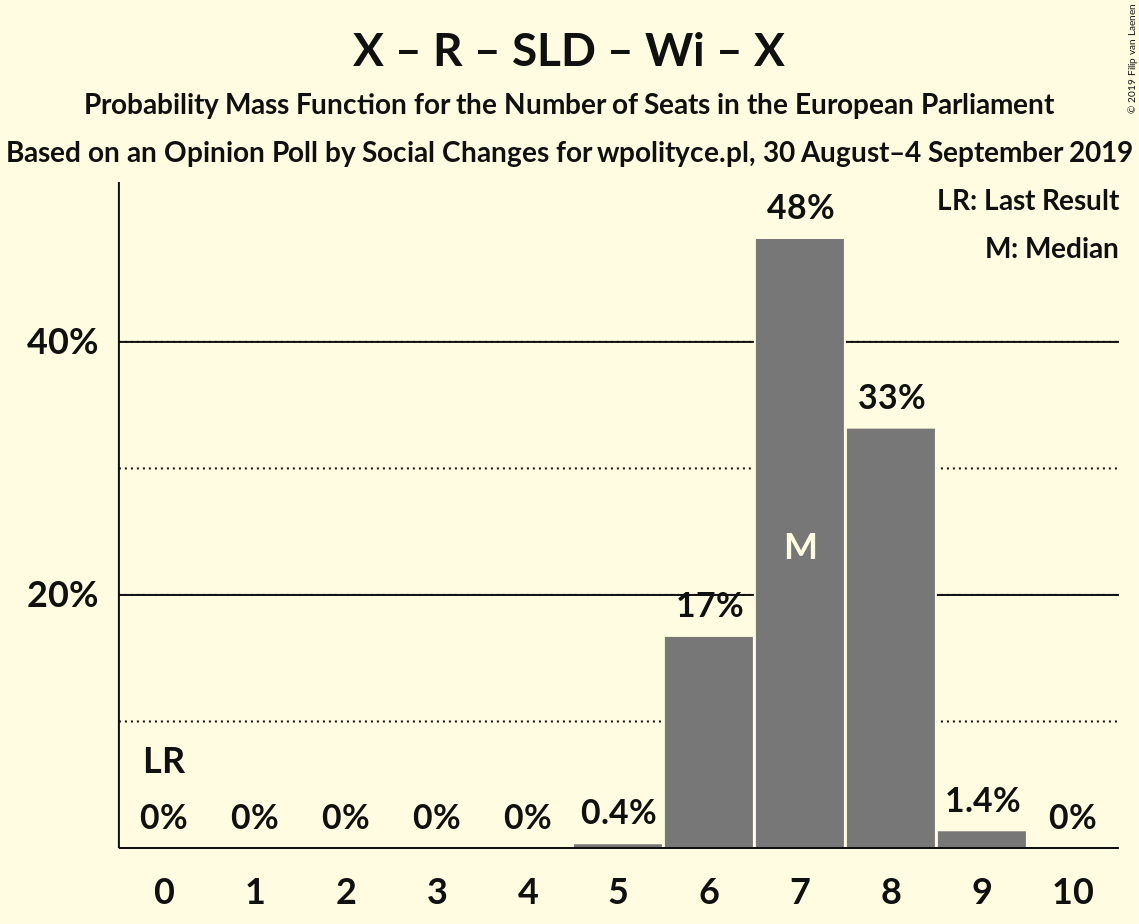 X – R – SLD – Wi – X
Probability Mass Function for the Number of Seats in the European Parliament
Based on an Opinion Poll by Social Changes for wpolityce.pl, 30 August–4 September 2019
© 2019 Filip van Laenen
LR: Last Result
M: Median
48%
40%
33%
M
20%
17%
LR
0% 0% 0% 0% 0% 0.4% 1.4% 0%
0 1 2 3 4 5 6 7 8 9 10